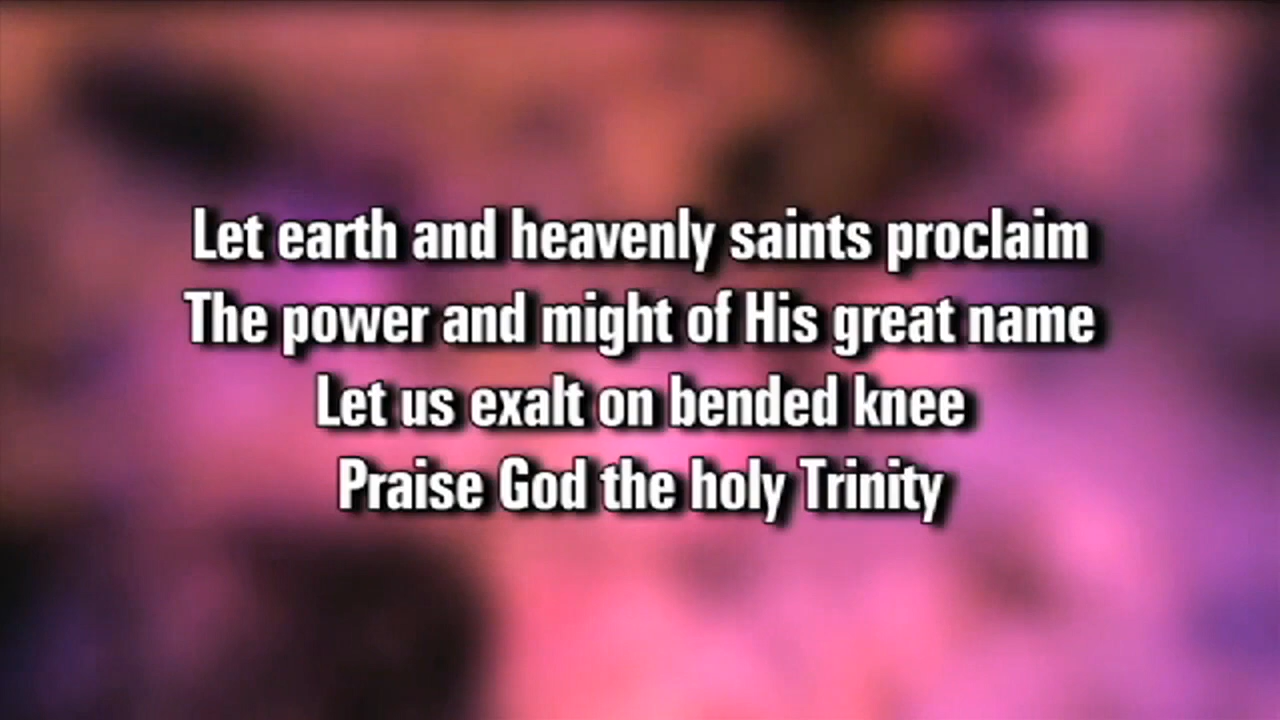 Let earth and heavenly saints proclaim
The power and might of His great name
Let us exalt on bended knee
Praise God the holy Trinity